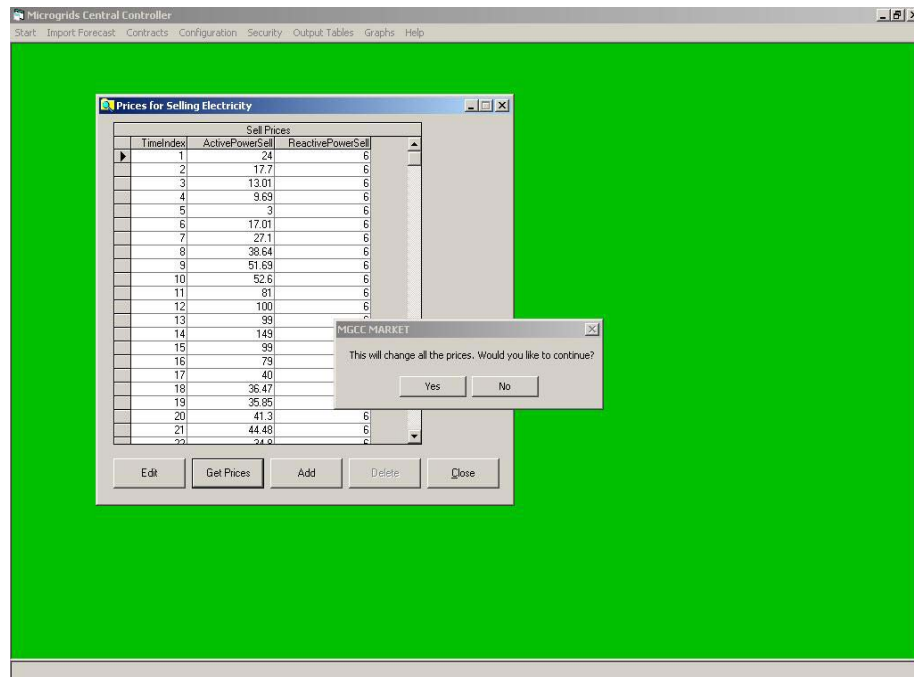 Microgrids Central Controller
Start Import Forecast Contracts Configuration Security Output Tables Graphs Help
Prices for Selling Electricity
Sell Prices
TimeIndex ActivePowerSell ReactivePowerSell
1 24 6
2 17.7 6
3 13.01 6
4 9.69 6
5 3 6
6 17.01 6
7 27.1 6
8 38.64 6
9 51.69 6
10 52.6 6
11 81 6
12 100 6
13 99
14 149
15 99
16 79
17 40
18 36.47
19 35.85
20 41.3 6
21 44.48 6
22 34.8 6
MGCC MARKET
This will change all the prices. Would you like to continue?
Yes No
Edit Get Prices Add Delete Close